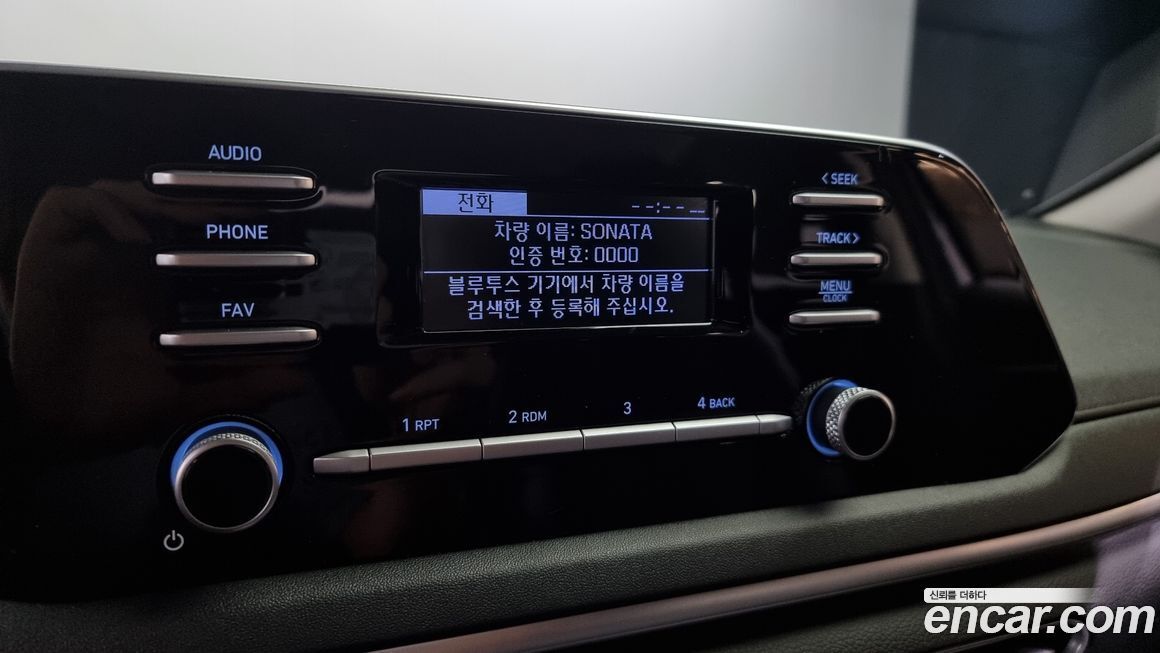 AUDIO
PHONE
FAV
전화
--:-- __
차량 이름: SONATA
인증 번호: 0000
블루투스 기기에서 차량 이름을
검색한 후 등록해 주십시오.
< SEEK
TRACK >
MENU
CLOCK
1 RPT
2 RDM
3
4 BACK
신뢰를 더하다
encar.com